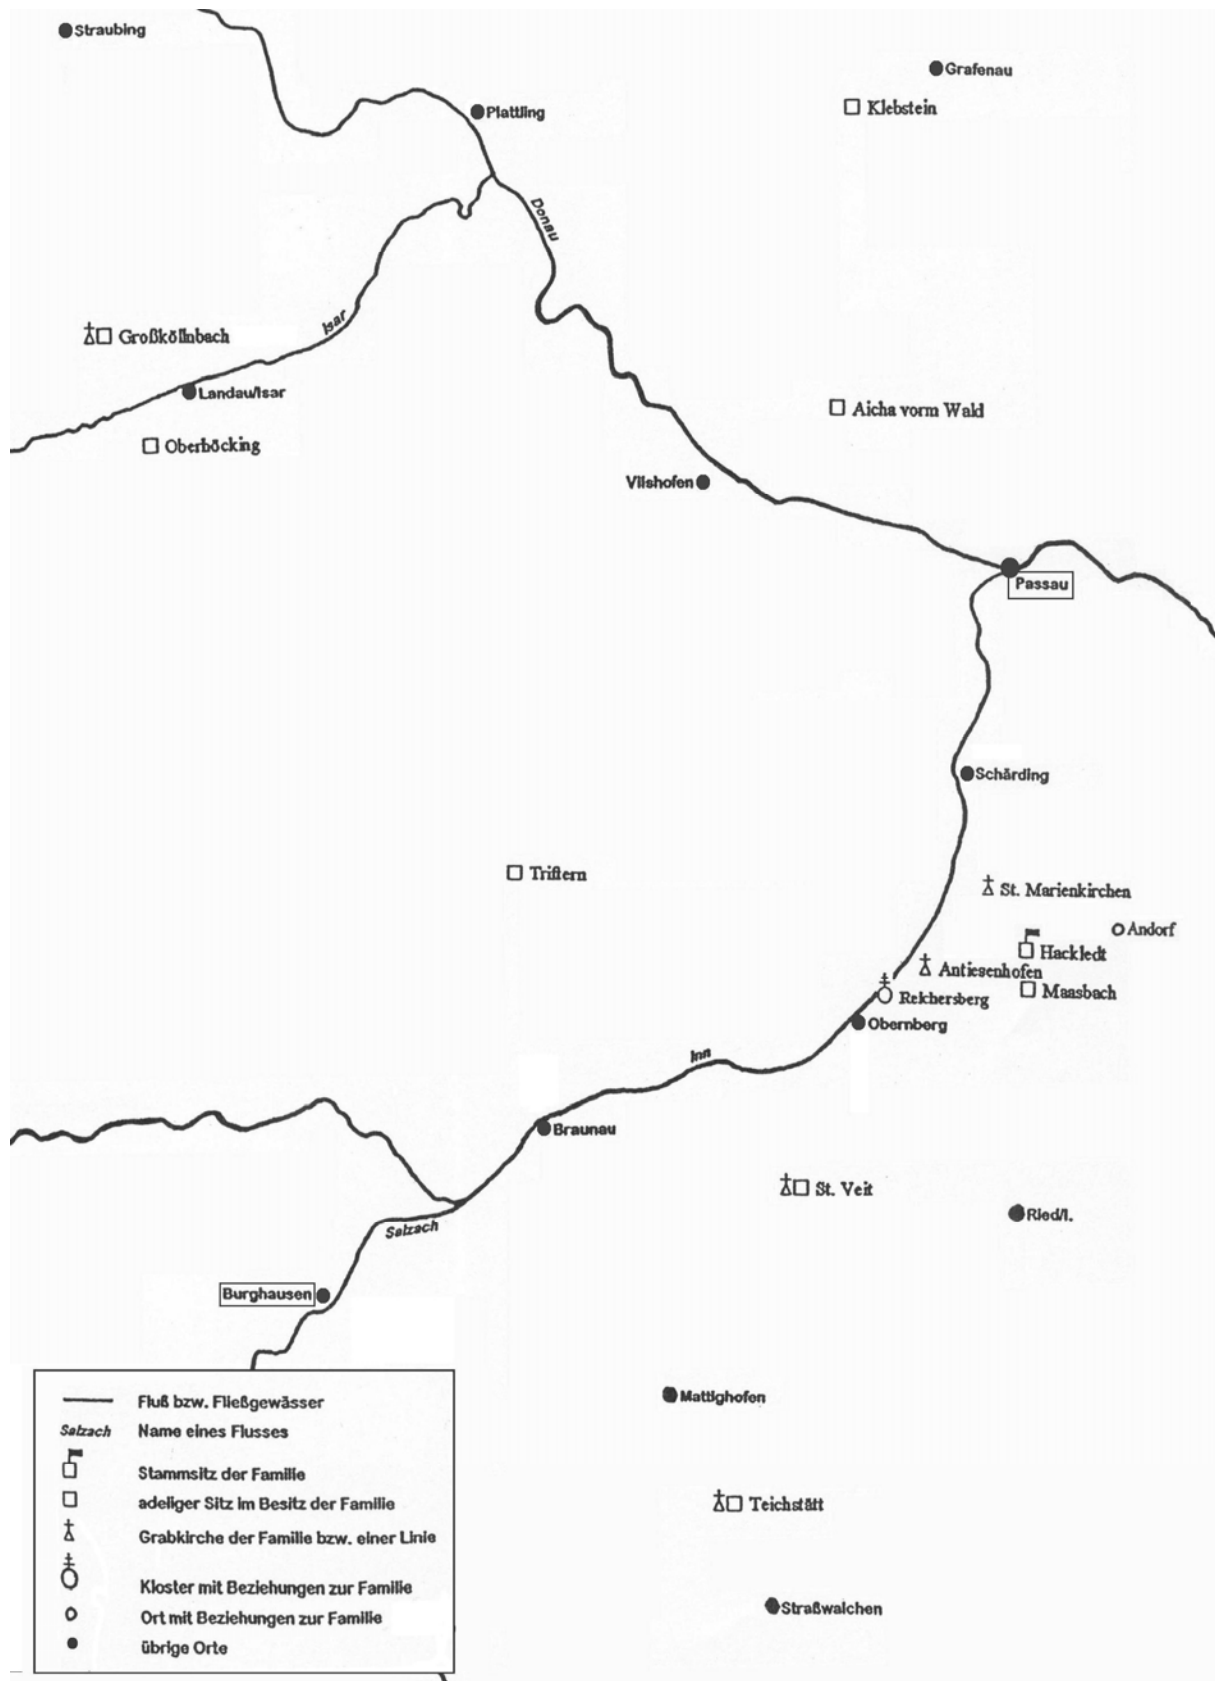 Straubing
Grafenau
Klebstein
Plattling
Donau
Isar
Großköllnbach
Landau/Isar
Oberhöcking
Aicha vorm Wald
Vilshofen
Passau
Schärding
Triftern
St. Marienkirchen
Andorf
Hackledt
Antiesenhofen
Maasbach
Reichersberg
Obernberg
Inn
Braunau
St. Veit
Ried/I.
Salzach
Burghausen
Mattighofen
Teichstätt
Straßwalchen
Fluß bzw. Fließgewässer
Salzach Name eines Flusses
Stammsitz der Familie
adeliger Sitz im Besitz der Familie
Grabkirche der Familie bzw. einer Linie
Kloster mit Beziehungen zur Familie
Ort mit Beziehungen zur Familie
übrige Orte